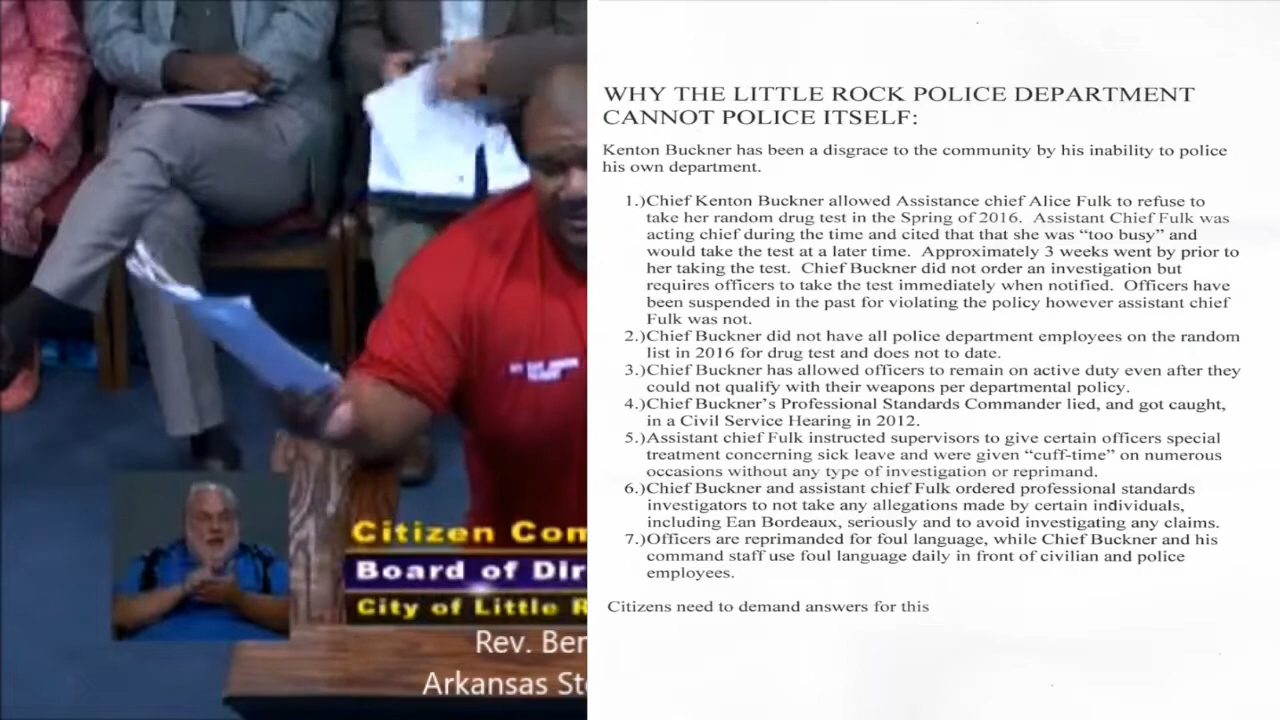 WHY THE LITTLE ROCK POLICE DEPARTMENT
CANNOT POLICE ITSELF:
Kenton Buckner has been a disgrace to the community by his inability to police
his own department.
1.)Chief Kenton Buckner allowed Assistance chief Alice Fulk to refuse to
take her random drug test in the Spring of 2016. Assistant Chief Fulk was
acting chief during the time and cited that that she was “too busy” and
would take the test at a later time. Approximately 3 weeks went by prior to
her taking the test. Chief Buckner did not order an investigation but
requires officers to take the test immediately when notified. Officers have
been suspended in the past for violating the policy however assistant chief
Fulk was not.
2.)Chief Buckner did not have all police department employees on the random
list in 2016 for drug test and does not to date.
3.)Chief Buckner has allowed officers to remain on active duty even after they
could not qualify with their weapons per departmental policy.
4.)Chief Buckner’s Professional Standards Commander lied, and got caught,
in a Civil Service Hearing in 2012.
5.)Assistant chief Fulk instructed supervisors to give certain officers special
treatment concerning sick leave and were given “cuff-time” on numerous
occasions without any type of investigation or reprimand.
6.)Chief Buckner and assistant chief Fulk ordered professional standards
investigators to not take any allegations made by certain individuals,
including Ean Bordeaux, seriously and to avoid investigating any claims.
7.)Officers are reprimanded for foul language, while Chief Buckner and his
command staff use foul language daily in front of civilian and police
employees.
Citizens need to demand answers for this
Citizen Com
Board of Dir
City of Little R
Rev. Ben
Arkansas Ste